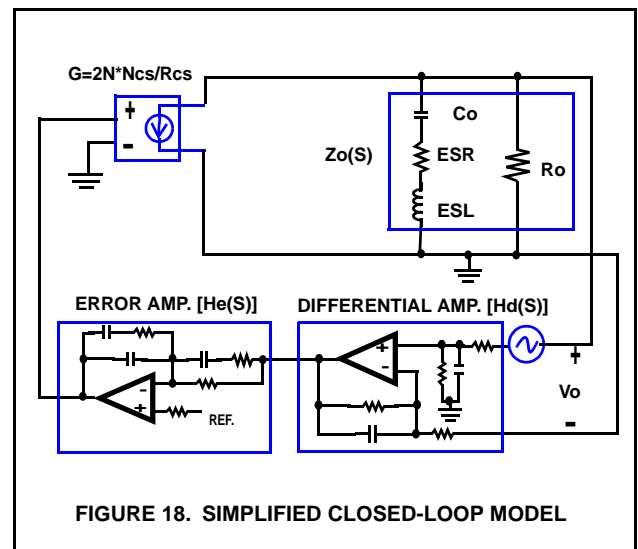 G=2N*Ncs/Rcs
+
-
Co
Zo(S)
ESR
Ro
ESL
ERROR AMP. [He(S)]
DIFFERENTIAL AMP. [Hd(S)]
+
-
+
Vo
-
-
+
REF.
FIGURE 18. SIMPLIFIED CLOSED-LOOP MODEL